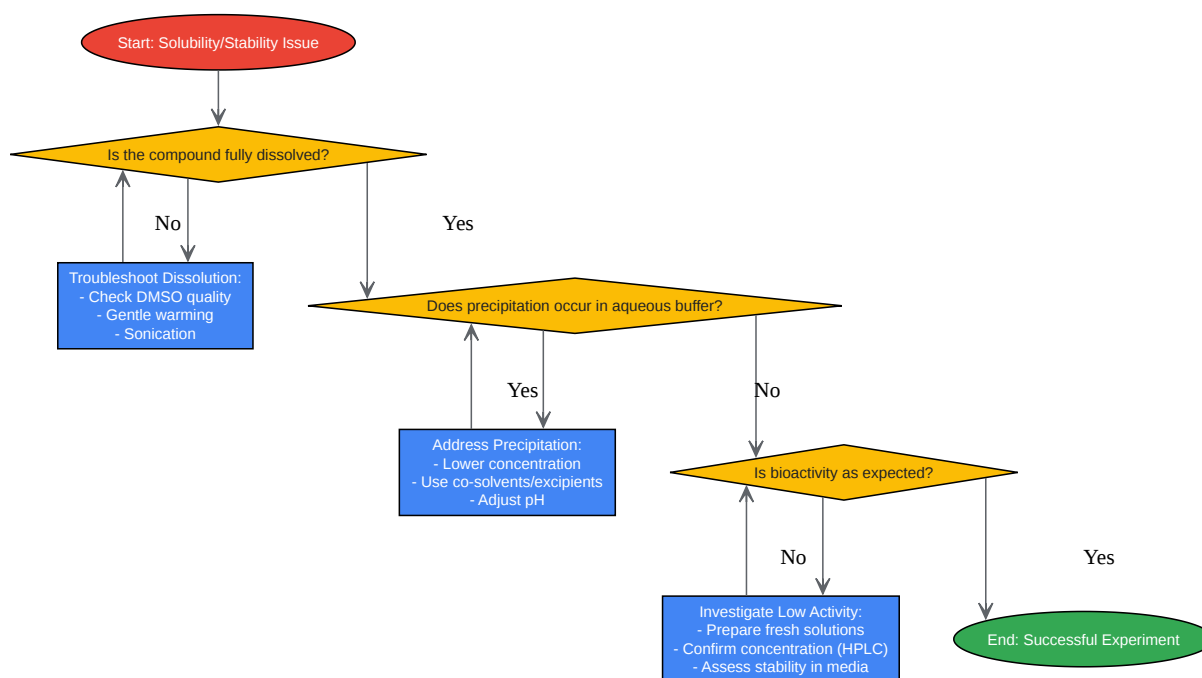 Start: Solubility/Stability Issue
Is the compound fully dissolved?
No
Yes
Troubleshoot Dissolution:
- Check DMSO quality
- Gentle warming
- Sonication
Does precipitation occur in aqueous buffer?
Yes
No
Address Precipitation:
- Lower concentration
- Use co-solvents/excipients
- Adjust pH
Is bioactivity as expected?
No
Yes
Investigate Low Activity:
- Prepare fresh solutions
- Confirm concentration (HPLC)
- Assess stability in media
End: Successful Experiment